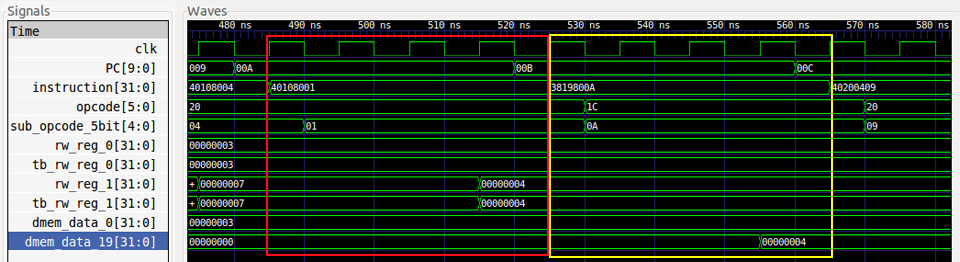 Signals
Waves
Time
480 ns 490 ns 500 ns 510 ns 520 ns 530 ns 540 ns 550 ns 560 ns 570 ns 580 ns
clk
PC[9:0] 009 00A 00B 00C
instruction[31:0] 40108004 40108001 3819800A 40200409
opcode[5:0] 20 1C 20
sub_opcode_5bit[4:0] 04 01 0A 09
rw_reg_0[31:0] 00000003
tb_rw_reg_0[31:0] 00000003
rw_reg_1[31:0] + 00000007 00000004
tb_rw_reg_1[31:0] + 00000007 00000004
dmem_data_0[31:0] 00000003
dmem_data_19[31:0] 00000000 00000004